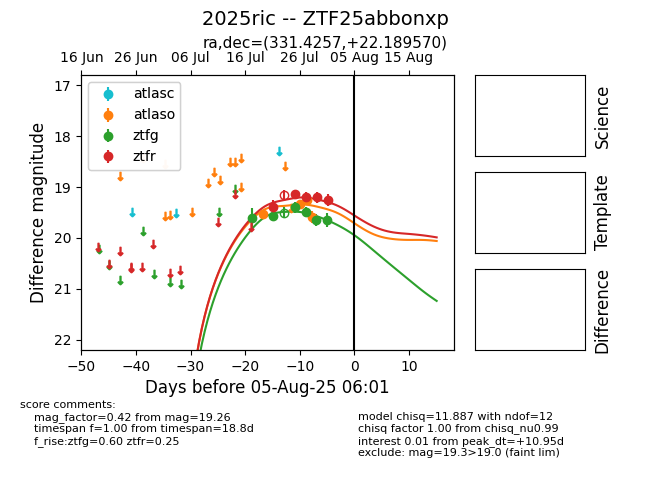 2025ric -- ZTF25abbonxp
ra,dec=(331.4257,+22.189570)
16 Jun 26 Jun 06 Jul 16 Jul 26 Jul 05 Aug 15 Aug
17
18
19
20
21
22
Difference magnitude
atlasc
atlaso
ztfg
ztfr
−50 −40 −30 −20 −10 0 10
Days before 05-Aug-25 06:01
Science
Template
Difference
score comments:
mag_factor=0.42 from mag=19.26
timespan f=1.00 from timespan=18.8d
f_rise:ztfg=0.60 ztfr=0.25
model chisq=11.887 with ndof=12
chisq factor 1.00 from chisq_nu0.99
interest 0.01 from peak_dt=+10.95d
exclude: mag=19.3>19.0 (faint lim)